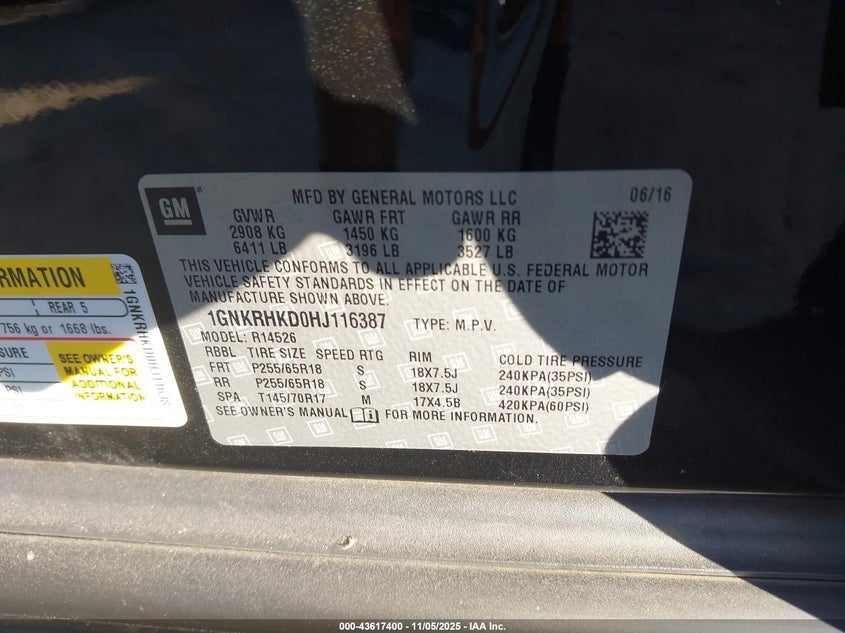 GM
MFD BY GENERAL MOTORS LLC 06/16
GVWR GAWR FRT GAWR RR
2908 KG 1450 KG 1600 KG
6411 LB 3196 LB 3527 LB
THIS VEHICLE CONFORMS TO ALL APPLICABLE U.S. FEDERAL MOTOR
VEHICLE SAFETY STANDARDS IN EFFECT ON THE DATE OF
MANUFACTURE SHOWN ABOVE.
1GNKRHKD0HJ116387 TYPE: M.P.V.
MODEL: R14526
RBBL TIRE SIZE SPEED RTG RIM COLD TIRE PRESSURE
FRT P255/65R18 S 18X7.5J 240KPA(35PSI)
RR P255/65R18 S 18X7.5J 240KPA(35PSI)
SPA T145/70R17 M 17X4.5B 420KPA(60PSI)
SEE OWNER'S MANUAL FOR MORE INFORMATION.
ORMATION
REAR 5
756 kg or 1668 lbs.
SURE
PSI
PSI
SEE OWNER'S
MANUAL FOR
ADDITIONAL
INFORMATION
1GNKRHKD0HJ116387
000-43617400 - 11/05/2025 - IAA Inc.